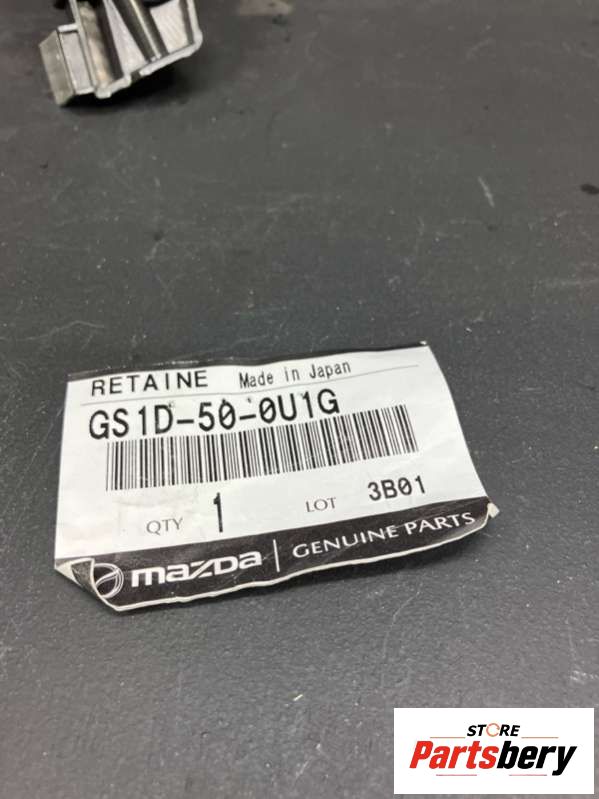 RETAINE Made in Japan
GS1D-50-0U1G
QTY 1 LOT 3B01
mazda | GENUINE PARTS
STORE
Partsbery